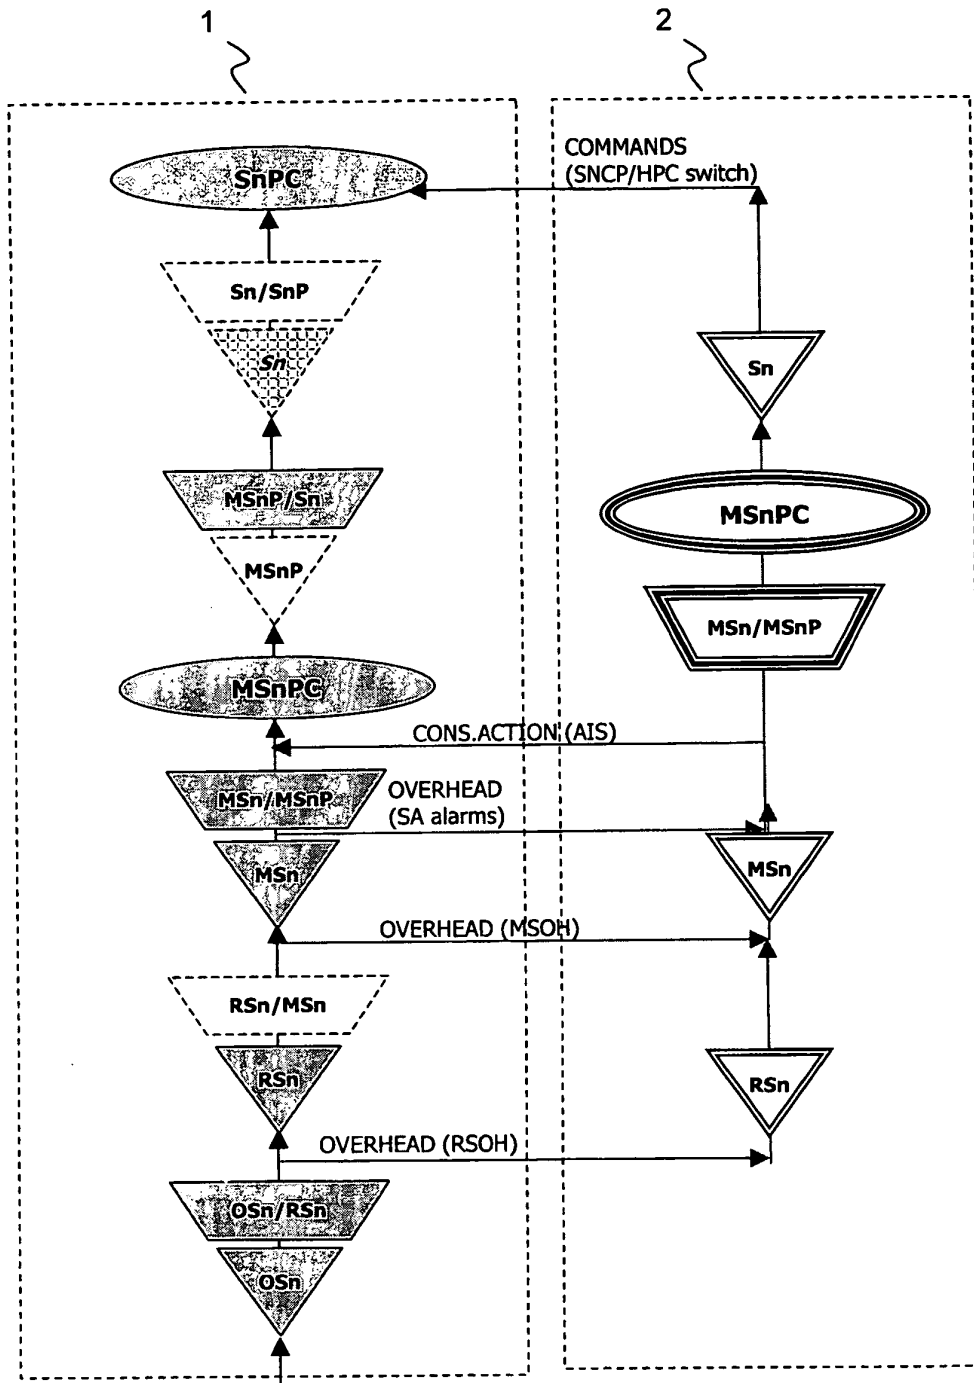 1
2
COMMANDS
(SNCP/HPC switch)
SnPC
Sn/SnP
Sn
Sn
MSnP/Sn
MSnPC
MSnP
MSn/MSnP
MSnPC
CONS.ACTION (AIS)
MSn/MSnP
OVERHEAD
(SA alarms)
MSn
MSn
OVERHEAD (MSOH)
RSn/MSn
RSn
RSn
OVERHEAD (RSOH)
OSn/RSn
OSn